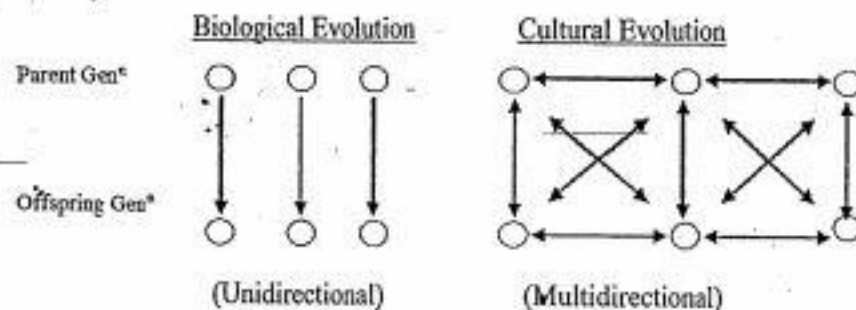 Biological Evolution
Cultural Evolution
Parent Genⁿ
Offspring Genⁿ
(Unidirectional)
(Multidirectional)